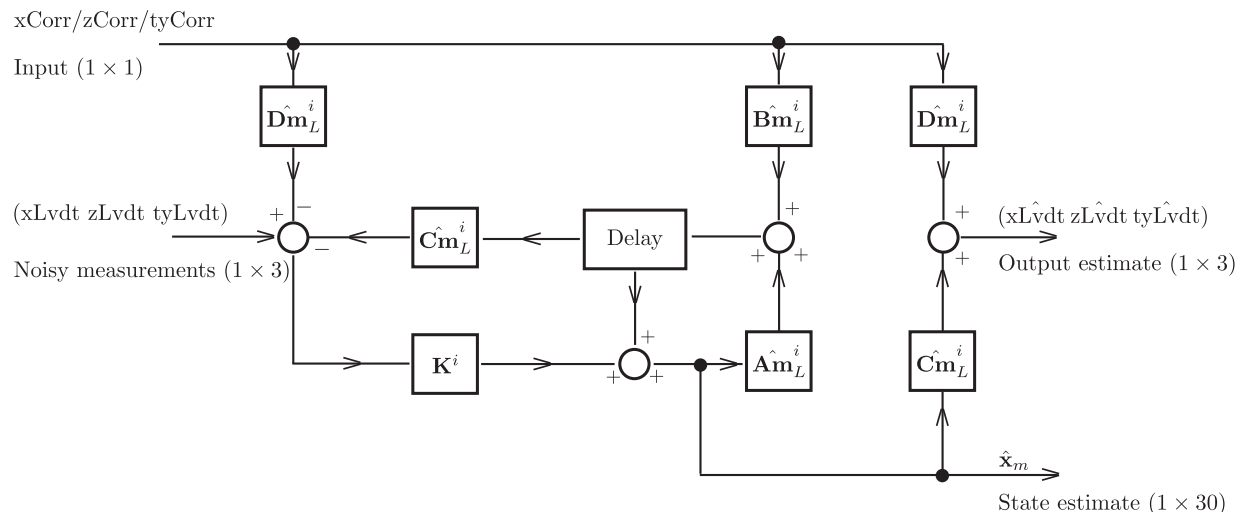 xCorr/zCorr/tyCorr
Input (1 × 1)
D̂m_L^i
B̂m_L^i
D̂m_L^i
(xLvdt zLvdt tyLvdt)
+
−
−
Noisy measurements (1 × 3)
Ĉm_L^i
Delay
+
+
+
+
+
(xLv̂dt zLv̂dt tyLv̂dt)
Output estimate (1 × 3)
K^i
+
+
+
Âm_L^i
Ĉm_L^i
x̂_m
State estimate (1 × 30)